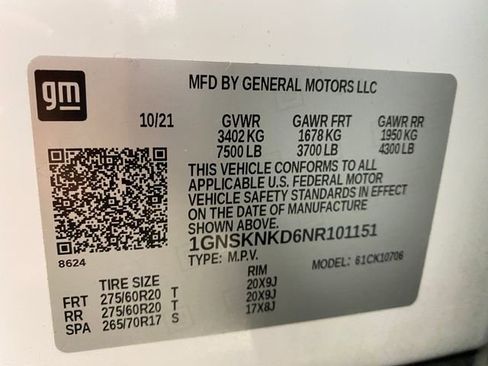 gm
MFD BY GENERAL MOTORS LLC
10/21 GVWR GAWR FRT GAWR RR
3402 KG 1678 KG 1950 KG
7500 LB 3700 LB 4300 LB
THIS VEHICLE CONFORMS TO ALL
APPLICABLE U.S. FEDERAL MOTOR
VEHICLE SAFETY STANDARDS IN EFFECT
ON THE DATE OF MANUFACTURE
SHOWN ABOVE.
1GNSKNKD6NR101151
8624
TYPE: M.P.V. MODEL: 61CK10706
TIRE SIZE RIM
FRT 275/60R20 T 20X9J
RR 275/60R20 T 20X9J
SPA 265/70R17 S 17X8J